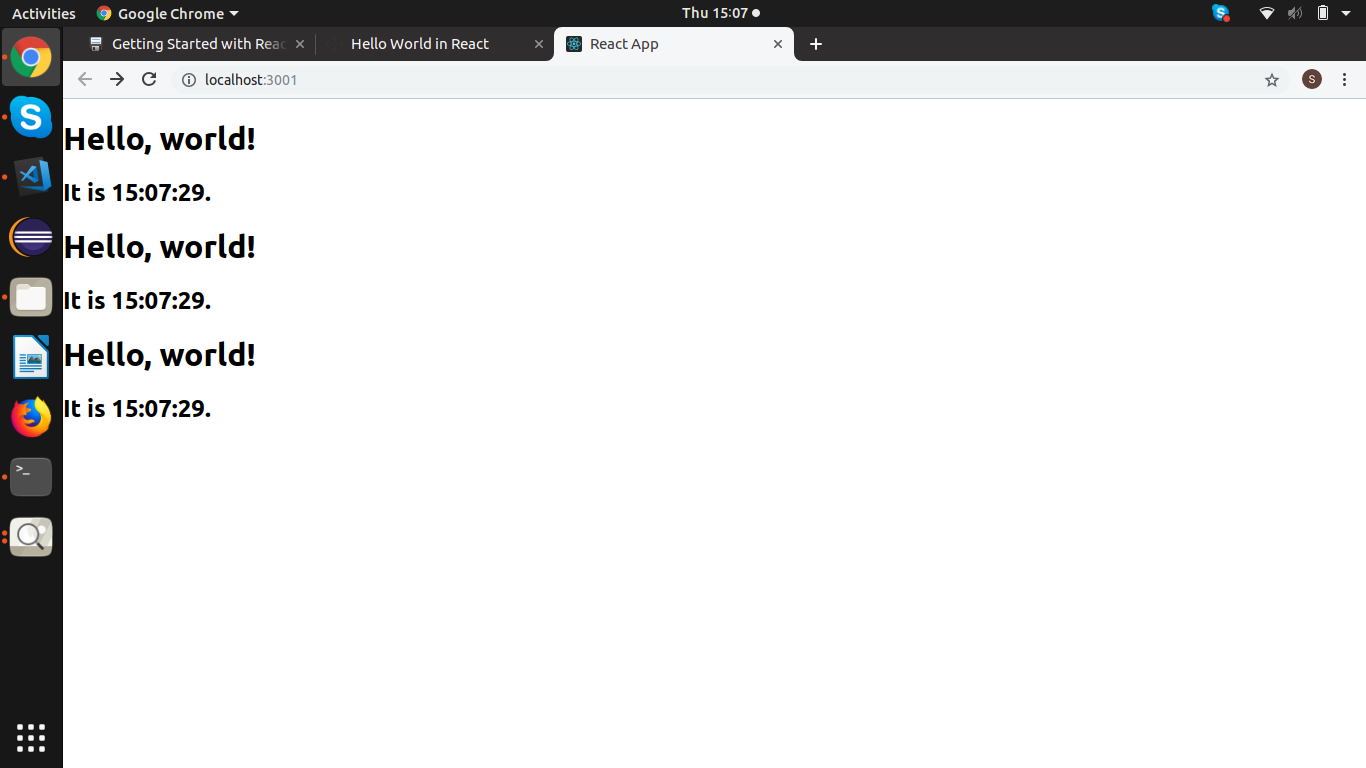 Activities Google Chrome Thu 15:07
Getting Started with Reac Hello World in React React App
localhost:3001 S
Hello, world!
It is 15:07:29.
Hello, world!
It is 15:07:29.
Hello, world!
It is 15:07:29.